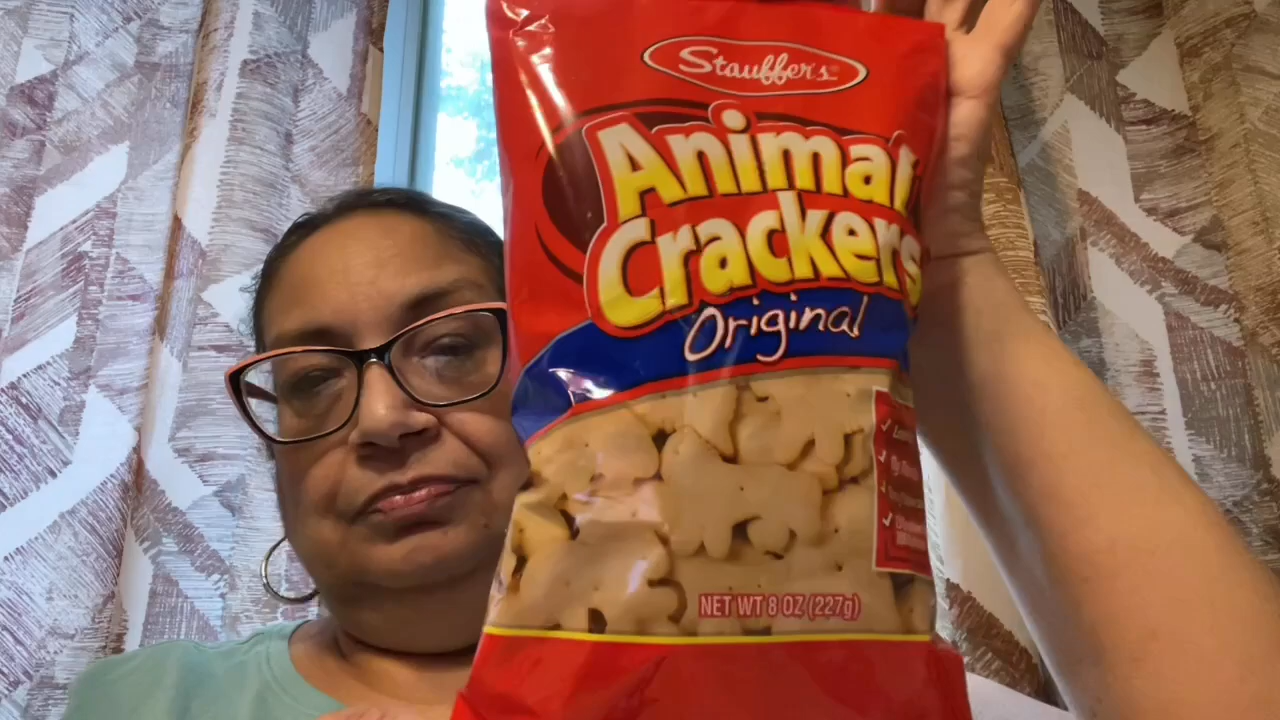 Stauffer's
Animal
Crackers
Original
NET WT 8 OZ (227g)